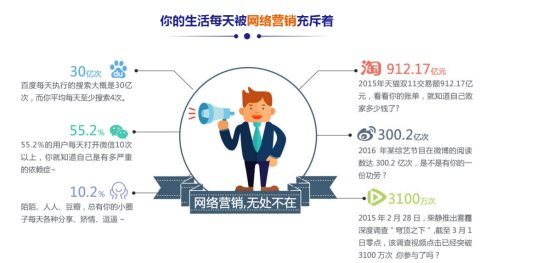 你的生活每天被网络营销充斥着
30亿次
百度每天执行的搜索大概是30亿
次，而你平均每天至少搜索4次。
55.2%
55.2%的用户每天打开微信10次
以上，你就知道自己是有多严重
的依赖症~
10.2%
陌陌、人人、豆瓣，总有你的小圈
子每天各种分享、矫情、逗逼 ~
淘 912.17亿元
2015年天猫双11交易额912.17亿
元，看看你的账单，就知道自己败
家多少钱了？
300.2亿次
2016 年某综艺节目在微博的阅读
数达 300.2 亿次，是不是有你的一
份功劳？
3100万次
2015 年 2 月 28 日，柴静推出雾霾
深度调查“穹顶之下”,截至 3 月 1
日零点，该调查视频点击已经突破
3100 万次 ,你参与了吗？
网络营销,无处不在